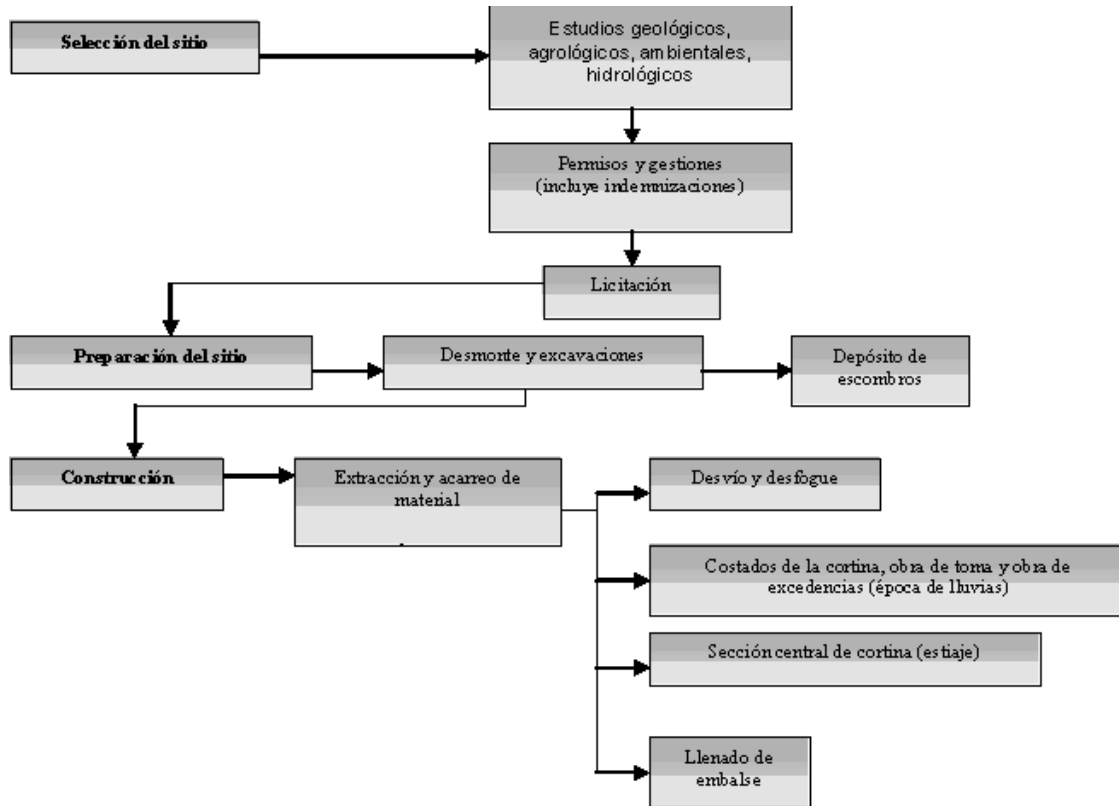 Selección del sitio
Estudios geológicos,
agrológicos, ambientales,
hidrológicos
Permisos y gestiones
(incluye indemnizaciones)
Licitación
Preparación del sitio
Desmonte y excavaciones
Depósito de
escombros
Construcción
Extracción y acarreo de
material
Desvío y desfogue
Costados de la cortina, obra de toma y obra de
excedencias (época de lluvias)
Sección central de cortina (estiaje)
Llenado de
embalse